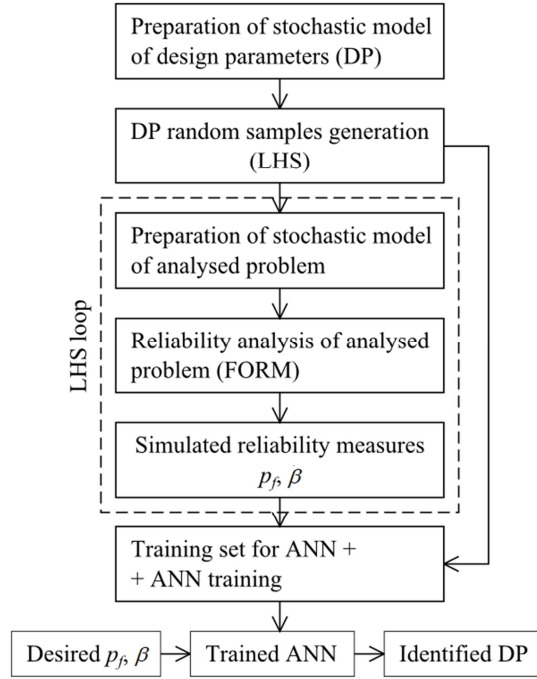 Preparation of stochastic model
of design parameters (DP)
DP random samples generation
(LHS)
LHS loop
Preparation of stochastic model
of analysed problem
Reliability analysis of analysed
problem (FORM)
Simulated reliability measures
p_f, β
Training set for ANN +
+ ANN training
Desired p_f, β
Trained ANN
Identified DP